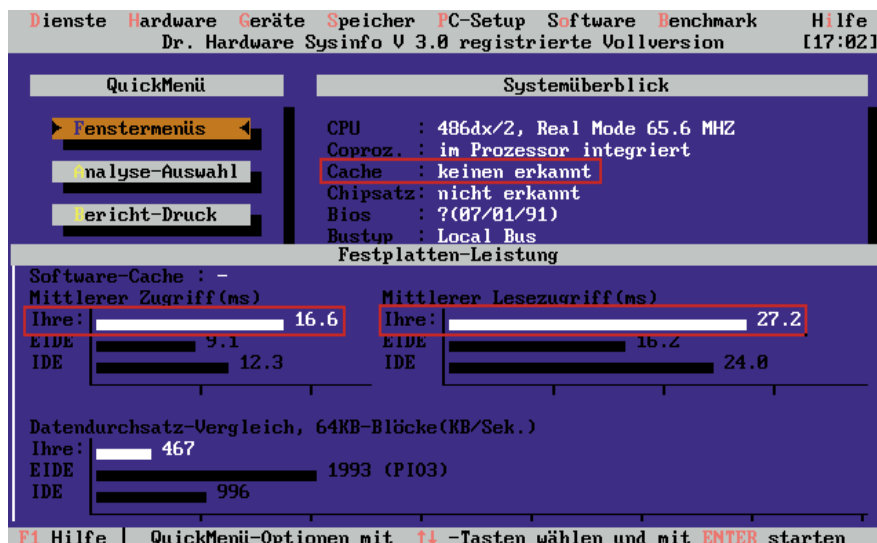 Dienste Hardware Geräte Speicher PC-Setup Software Benchmark Hilfe
Dr. Hardware Sysinfo V 3.0 registrierte Vollversion [17:02]
QuickMenü
Systemüberblick
Fenstermenüs
Analyse-Auswahl
Bericht-Druck
CPU : 486dx/2, Real Mode 65.6 MHZ
Coproz. : im Prozessor integriert
Cache : keinen erkannt
Chipsatz: nicht erkannt
Bios : ?(07/01/91)
Bustyp : Local Bus
Festplatten-Leistung
Software-Cache : -
Mittlerer Zugriff(ms)
Ihre: 16.6
EIDE 9.1
IDE 12.3
Mittlerer Lesezugriff(ms)
Ihre: 27.2
EIDE 16.2
IDE 24.0
Datendurchsatz-Vergleich, 64KB-Blöcke(KB/Sek.)
Ihre: 467
EIDE 1993 (PIO3)
IDE 996
F1 Hilfe | QuickMenü-Optionen mit ↑↓ -Tasten wählen und mit ENTER starten